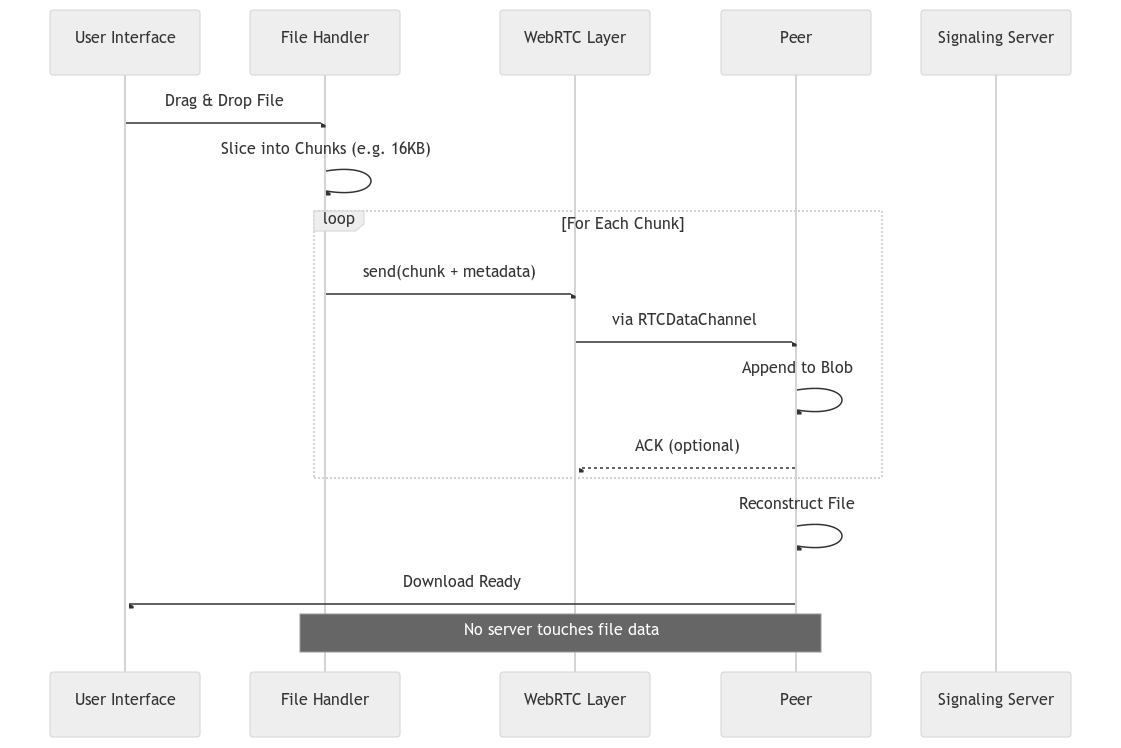 User Interface
File Handler
WebRTC Layer
Peer
Signaling Server
Drag & Drop File
Slice into Chunks (e.g. 16KB)
loop
[For Each Chunk]
send(chunk + metadata)
via RTCDataChannel
Append to Blob
ACK (optional)
Reconstruct File
Download Ready
No server touches file data
User Interface
File Handler
WebRTC Layer
Peer
Signaling Server